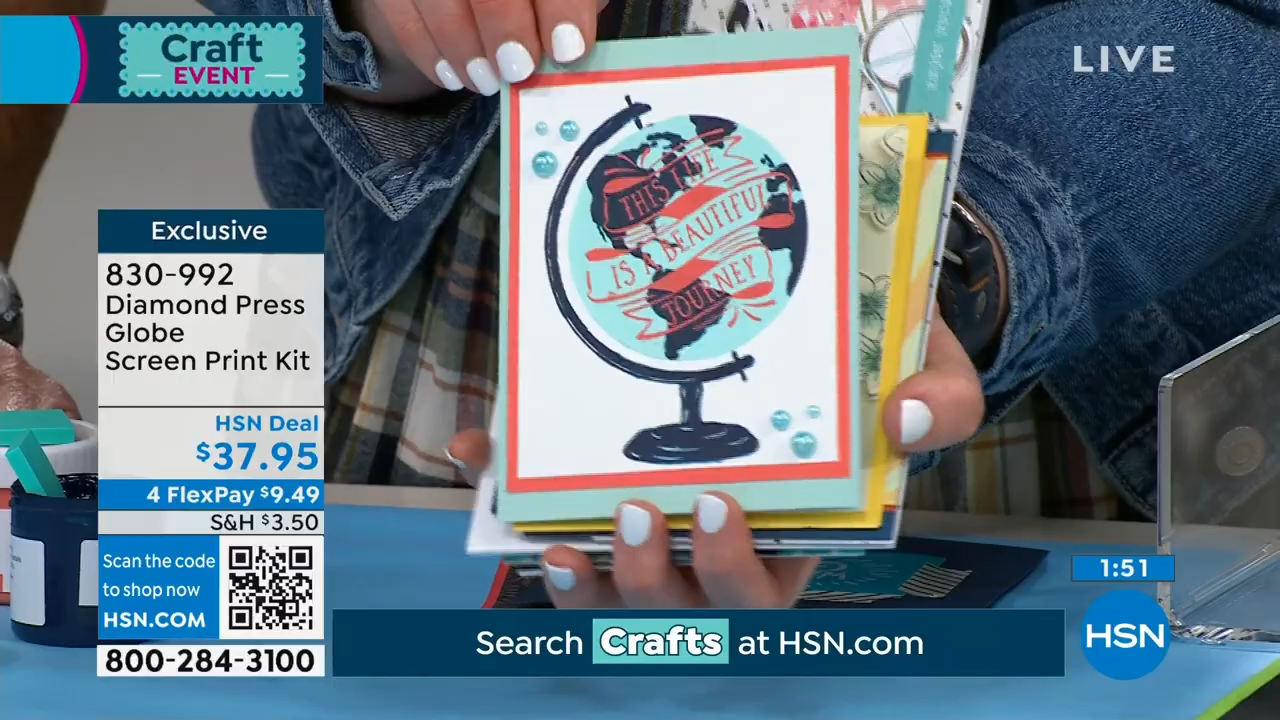 Craft
EVENT
LIVE
Exclusive
830-992
Diamond Press
Globe
Screen Print Kit
HSN Deal
$37.95
4 FlexPay $9.49
S&H $3.50
Scan the code
to shop now
HSN.COM
800-284-3100
THIS LIFE
IS A BEAUTIFUL
JOURNEY
1:51
HSN
Search Crafts at HSN.com